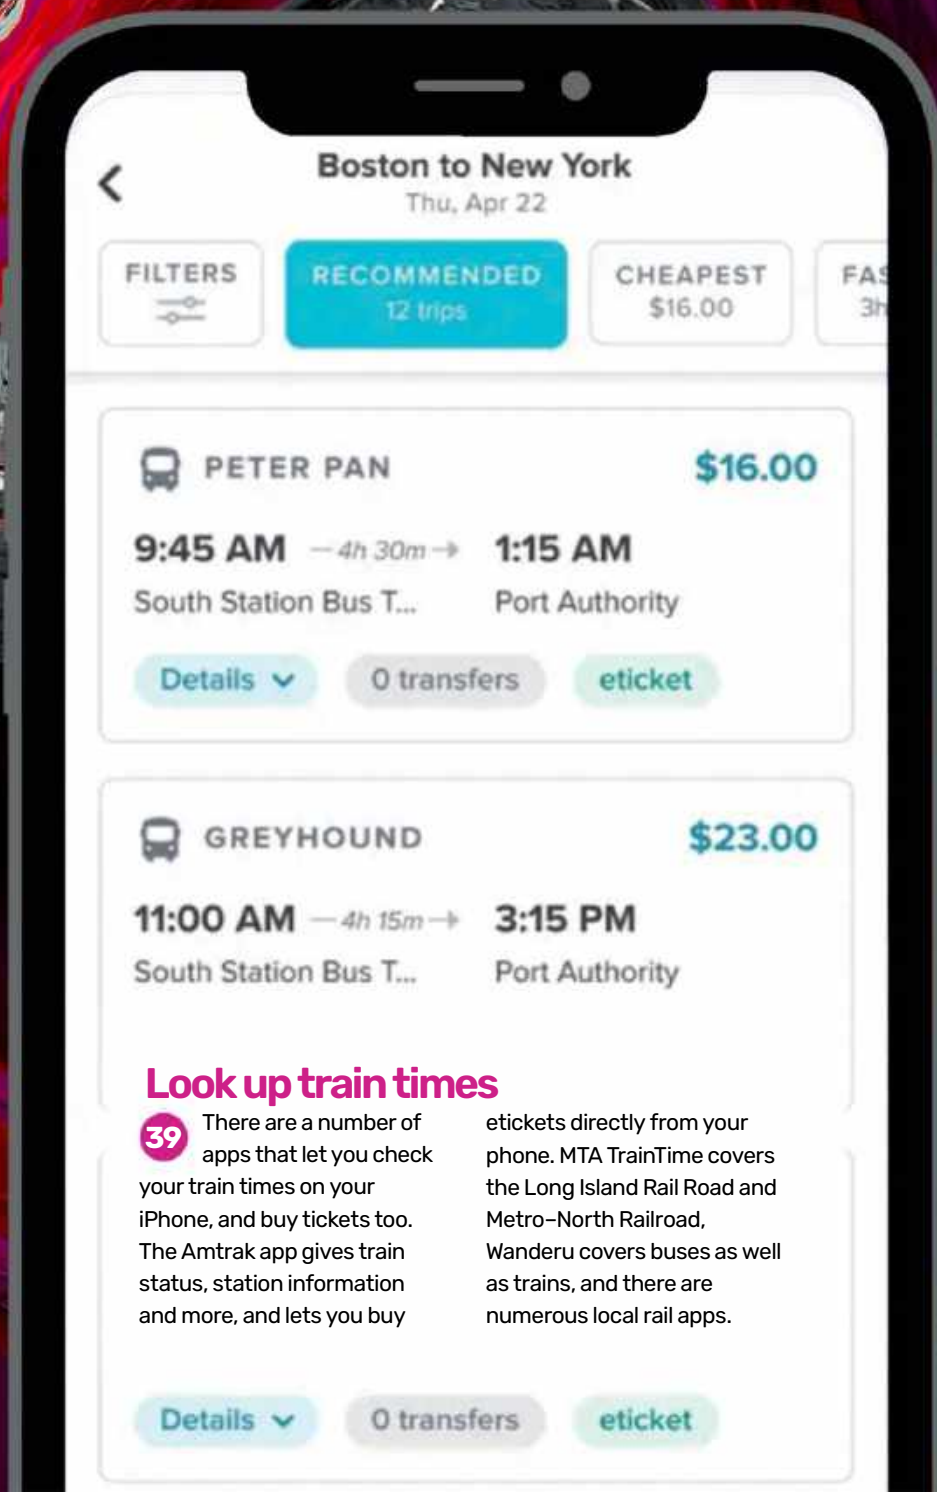 Boston to New York
Thu, Apr 22
FILTERS
RECOMMENDED
12 trips
CHEAPEST
$16.00
FAS
3h
PETER PAN
$16.00
9:45 AM
4h 30m
1:15 AM
South Station Bus T...
Port Authority
Details
0 transfers
eticket
GREYHOUND
$23.00
11:00 AM
4h 15m
3:15 PM
South Station Bus T...
Port Authority
Look up train times
39
There are a number of
apps that let you check
your train times on your
iPhone, and buy tickets too.
The Amtrak app gives train
status, station information
and more, and lets you buy
etickets directly from your
phone. MTA TrainTime covers
the Long Island Rail Road and
Metro–North Railroad,
Wanderu covers buses as well
as trains, and there are
numerous local rail apps.
Details
0 transfers
eticket